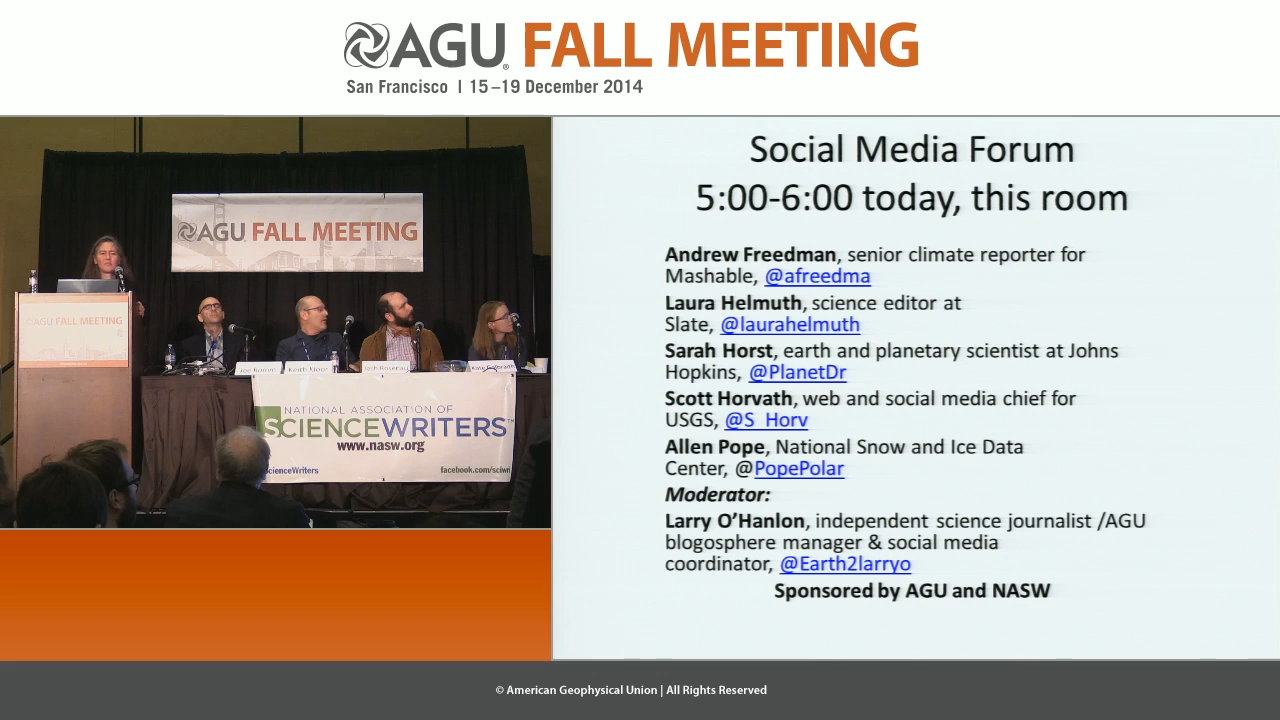 AGU FALL MEETING
San Francisco | 15–19 December 2014
AGU FALL MEETING
AGU FALL MEETING
Keith Kloor
Josh Rosenau
NATIONAL ASSOCIATION OF
SCIENCEWRITERS
www.nasw.org
ScienceWriters
facebook.com/sciwri
Social Media Forum
5:00-6:00 today, this room
Andrew Freedman, senior climate reporter for
Mashable, @afreedma
Laura Helmuth, science editor at
Slate, @laurahelmuth
Sarah Horst, earth and planetary scientist at Johns
Hopkins, @PlanetDr
Scott Horvath, web and social media chief for
USGS, @S_Horv
Allen Pope, National Snow and Ice Data
Center, @PopePolar
Moderator:
Larry O’Hanlon, independent science journalist /AGU
blogosphere manager & social media
coordinator, @Earth2larryo
Sponsored by AGU and NASW
© American Geophysical Union | All Rights Reserved